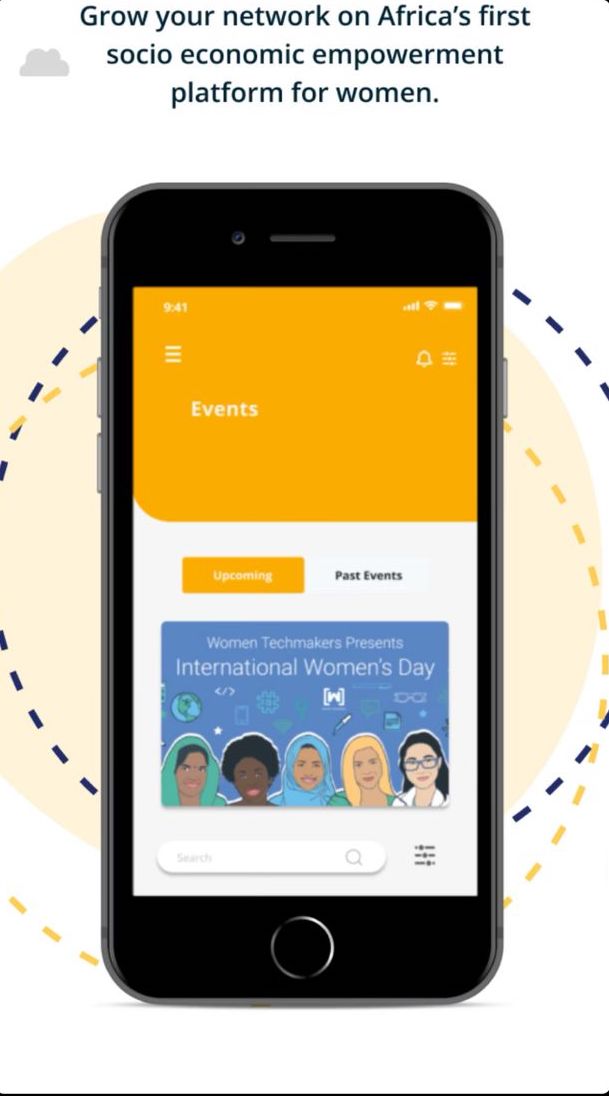 Grow your network on Africa’s first
socio economic empowerment
platform for women.
9:41
Events
Upcoming
Past Events
Women Techmakers Presents
International Women's Day
</>
[W]
Search